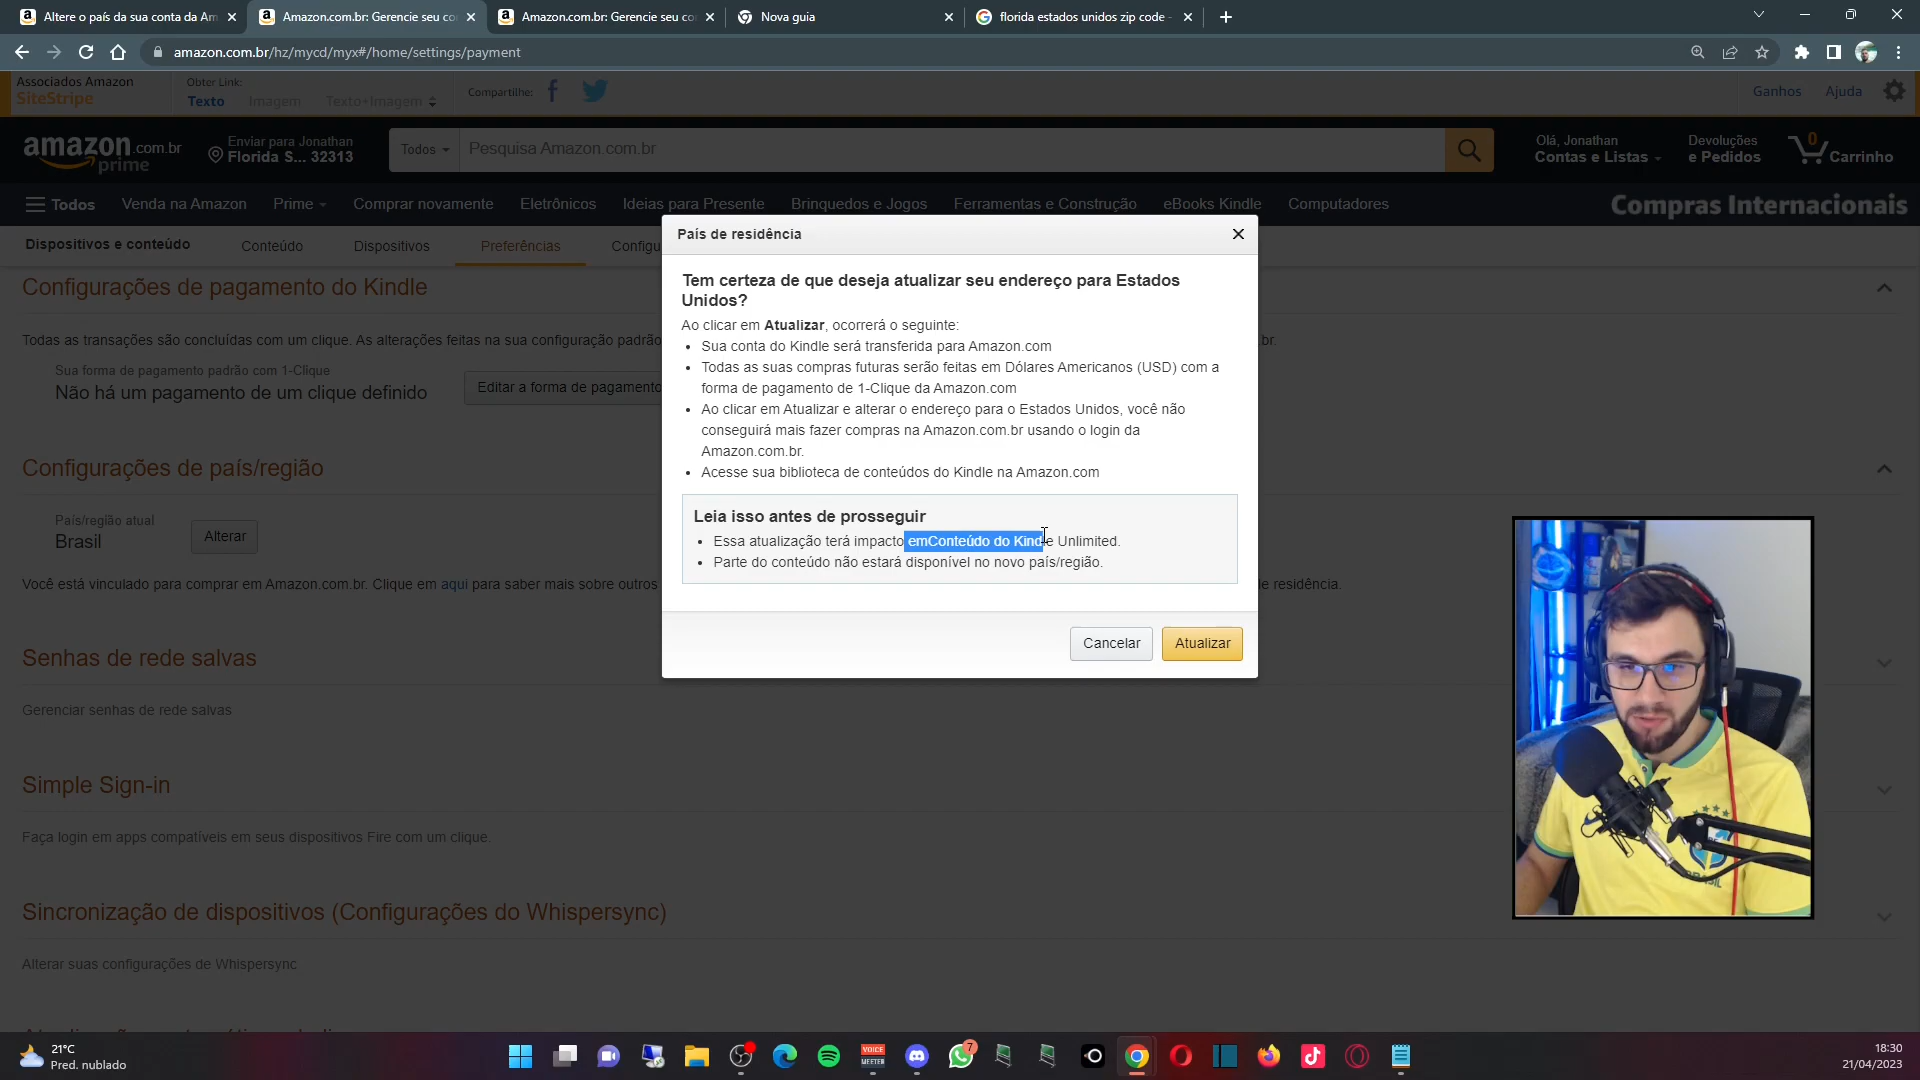 Altere o país da sua conta da Am
Amazon.com.br: Gerencie seu co
Amazon.com.br: Gerencie seu co
Nova guia
florida estados unidos zip code -
amazon.com.br/hz/mycd/myx#/home/settings/payment
Associados Amazon
SiteStripe
Obter Link:
Texto
Imagem
Texto+Imagem
Compartilhe:
Ganhos
Ajuda
amazon.com.br
prime
Enviar para Jonathan
Florida S... 32313
Todos
Pesquisa Amazon.com.br
Olá, Jonathan
Contas e Listas
Devoluções
e Pedidos
0
Carrinho
Todos
Venda na Amazon
Prime
Comprar novamente
Eletrônicos
Ideias para Presente
Brinquedos e Jogos
Ferramentas e Construção
eBooks Kindle
Computadores
Compras Internacionais
Dispositivos e conteúdo
Conteúdo
Dispositivos
Preferências
Configu
País de residência
Tem certeza de que deseja atualizar seu endereço para Estados
Unidos?
Ao clicar em Atualizar, ocorrerá o seguinte:
• Sua conta do Kindle será transferida para Amazon.com
• Todas as suas compras futuras serão feitas em Dólares Americanos (USD) com a
forma de pagamento de 1-Clique da Amazon.com
• Ao clicar em Atualizar e alterar o endereço para o Estados Unidos, você não
conseguirá mais fazer compras na Amazon.com.br usando o login da
Amazon.com.br.
• Acesse sua biblioteca de conteúdos do Kindle na Amazon.com
Leia isso antes de prosseguir
• Essa atualização terá impacto emConteúdo do Kindle Unlimited.
• Parte do conteúdo não estará disponível no novo país/região.
Cancelar
Atualizar
Configurações de pagamento do Kindle
Todas as transações são concluídas com um clique. As alterações feitas na sua configuração padrão
br.
Sua forma de pagamento padrão com 1-Clique
Não há um pagamento de um clique definido
Editar a forma de pagamento
Configurações de país/região
País/região atual
Brasil
Alterar
Você está vinculado para comprar em Amazon.com.br. Clique em aqui para saber mais sobre outros
e residência.
Senhas de rede salvas
Gerenciar senhas de rede salvas
Simple Sign-in
Faça login em apps compatíveis em seus dispositivos Fire com um clique.
Sincronização de dispositivos (Configurações do Whispersync)
Alterar suas configurações de Whispersync
BRASIL
21°C
Pred. nublado
VOICE
MEETER
7
18:30
21/04/2023